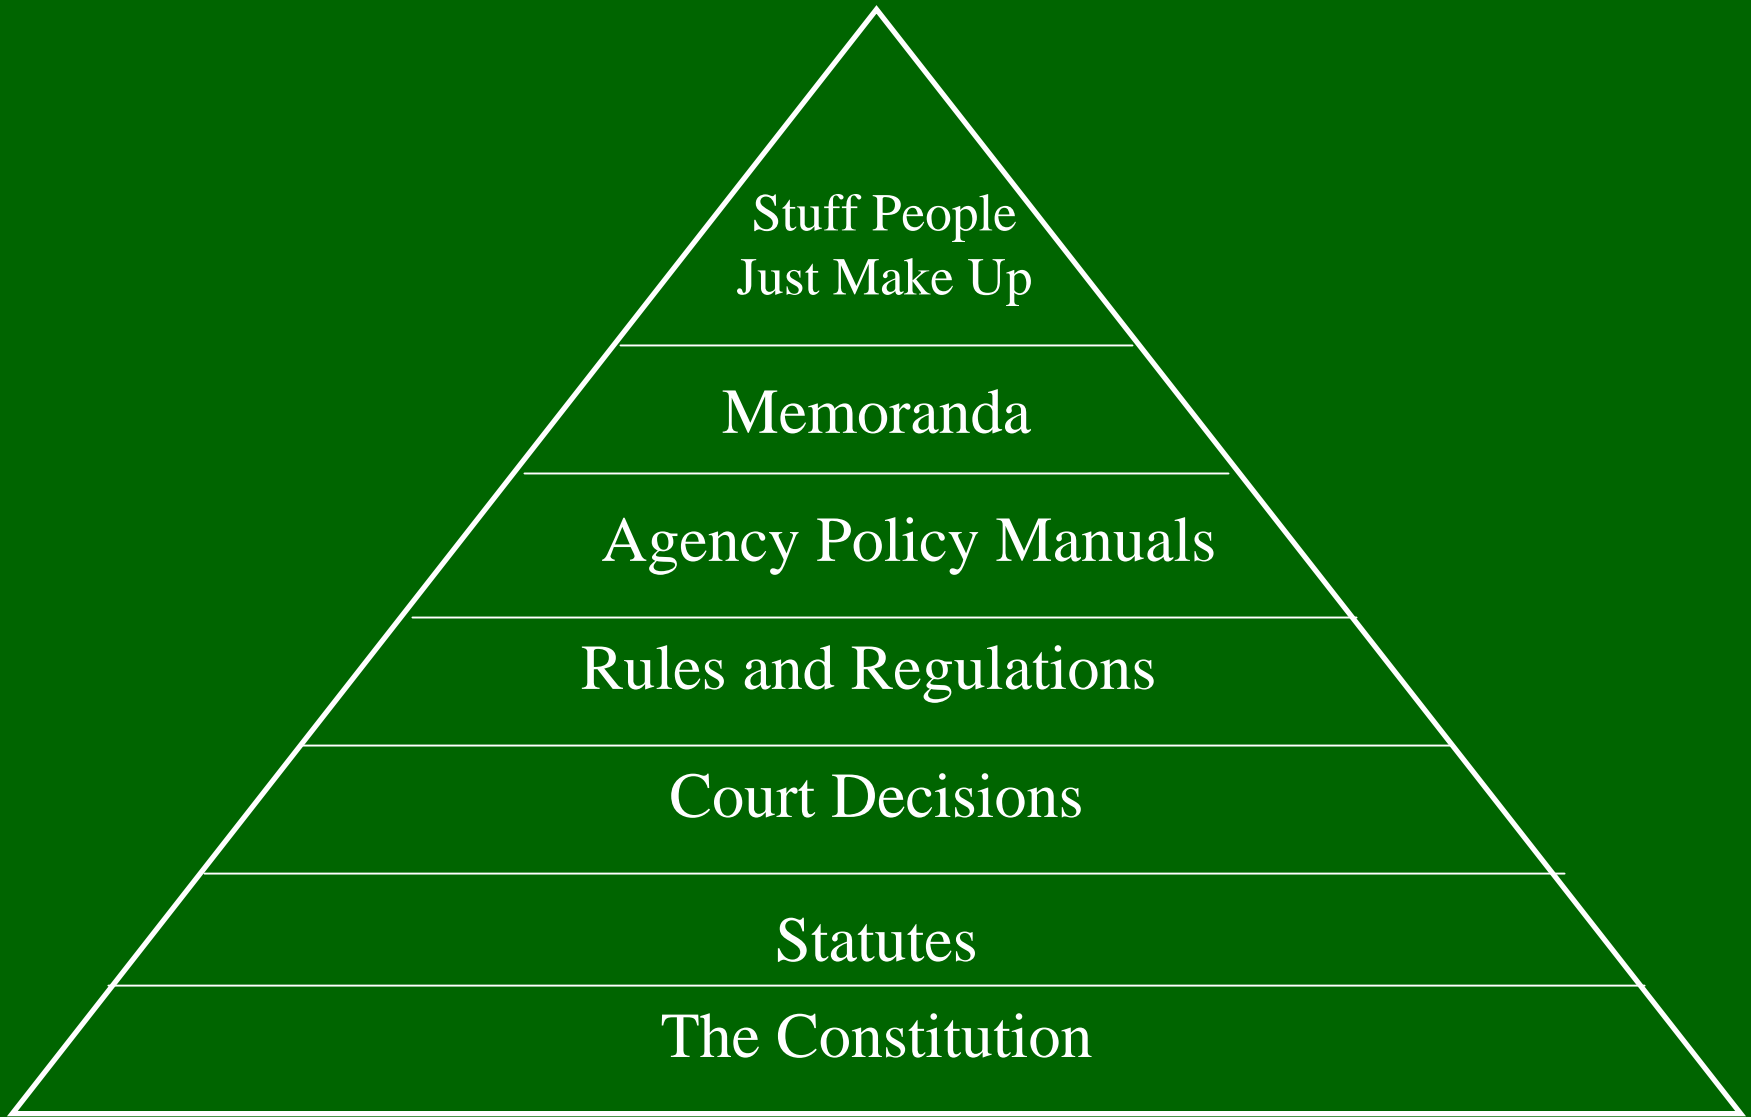 Stuff People
Just Make Up
Memoranda
Agency Policy Manuals
Rules and Regulations
Court Decisions
Statutes
The Constitution